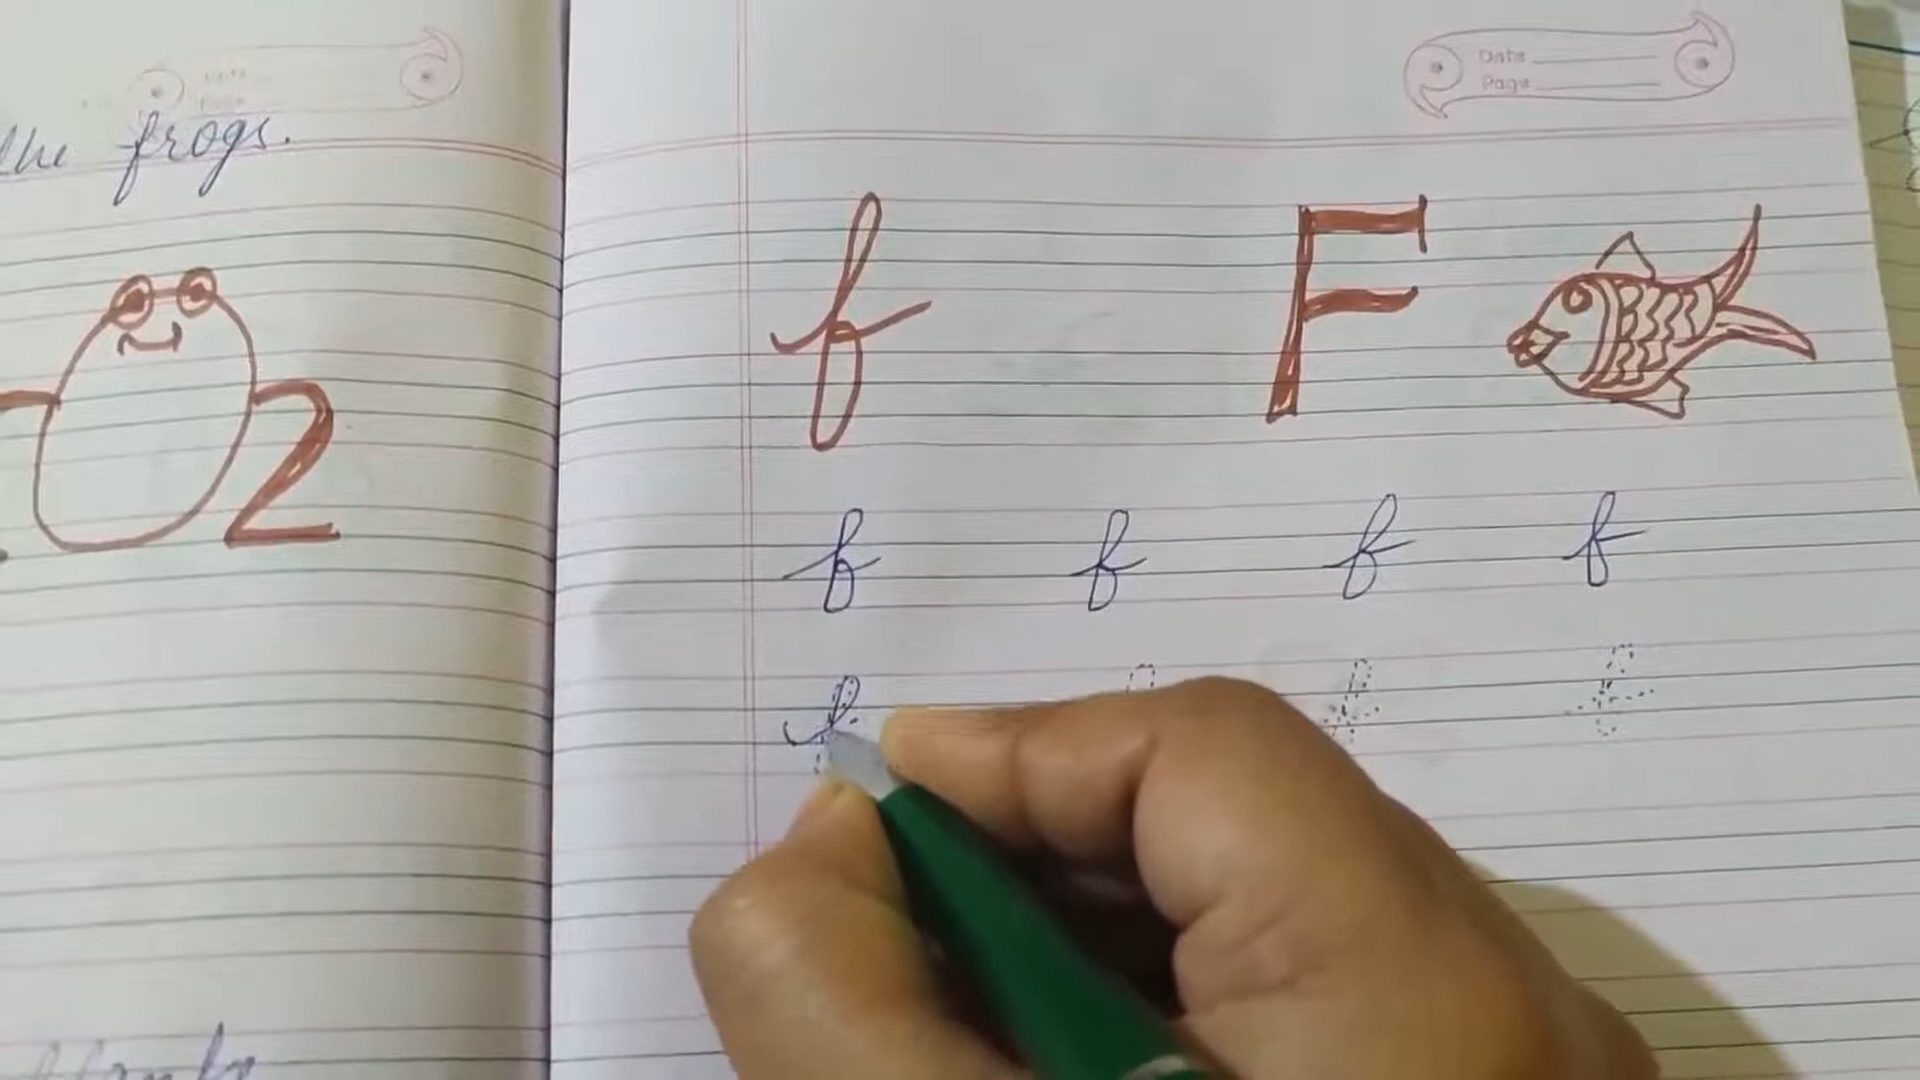 Date
Page
the frogs.
2
Date
Page
f F
f f f f
f f f